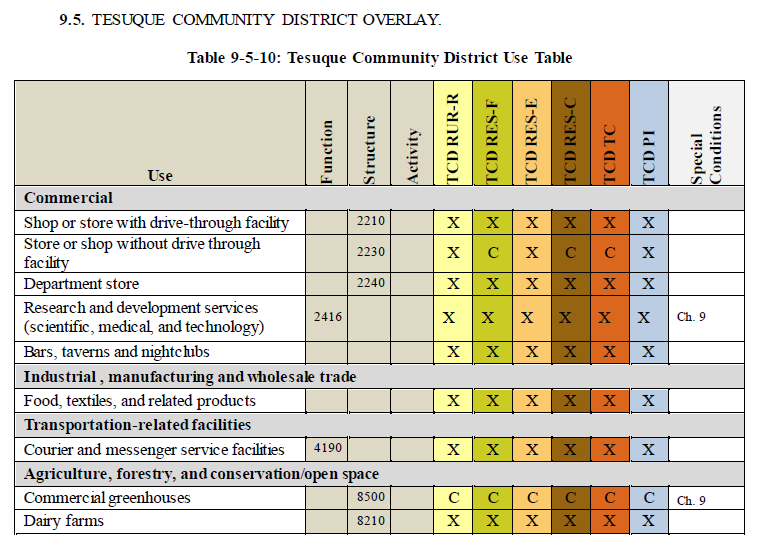 9.5. TESUQUE COMMUNITY DISTRICT OVERLAY.
Table 9-5-10: Tesuque Community District Use Table
Use Function Structure Activity TCD RUR-R TCD RES-F TCD RES-E TCD RES-C TCD TC TCD PI Special Conditions
Commercial
Shop or store with drive-through facility 2210 X X X X X X
Store or shop without drive through
facility 2230 X C X C C X
Department store 2240 X X X X X X
Research and development services
(scientific, medical, and technology) 2416 X X X X X X Ch. 9
Bars, taverns and nightclubs X X X X X X
Industrial , manufacturing and wholesale trade
Food, textiles, and related products X X X X X X
Transportation-related facilities
Courier and messenger service facilities 4190 X X X X X X
Agriculture, forestry, and conservation/open space
Commercial greenhouses 8500 C C C C C C Ch. 9
Dairy farms 8210 X X X X X X